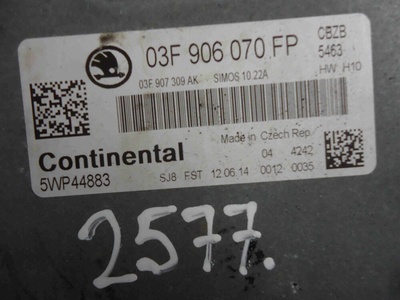 03F 906 070 FP
CBZB
5463
03F 907 309 AK SIMOS 10.22A
HW H10
Made in Czech Rep.
Continental
04 4242
5WP44883
SJ8 F.ST 12.06.14 0012 0035
2577.